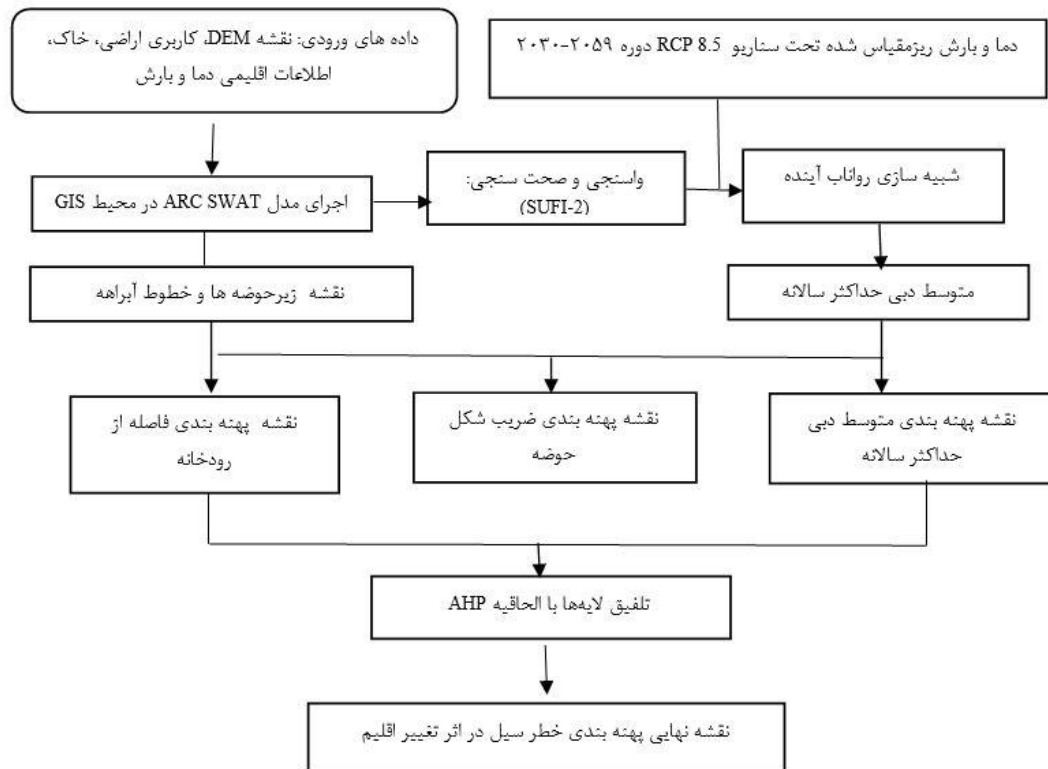 داده های ورودی: نقشه DEM، کاربری اراضی، خاک،
اطلاعات اقلیمی دما و بارش
دما و بارش ریزمقیاس شده تحت سناریو RCP 8.5 دوره ۲۰۵۹-۲۰۳۰
اجرای مدل ARC SWAT در محیط GIS
واسنجی و صحت سنجی:
(SUFI-2)
شبیه سازی رواناب آینده
نقشه زیرحوضه ها و خطوط آبراهه
متوسط دبی حداکثر سالانه
نقشه پهنه بندی فاصله از
رودخانه
نقشه پهنه بندی ضریب شکل
حوضه
نقشه پهنه بندی متوسط دبی
حداکثر سالانه
تلفیق لایه‌ها با الحاقیه AHP
نقشه نهایی پهنه بندی خطر سیل در اثر تغییر اقلیم